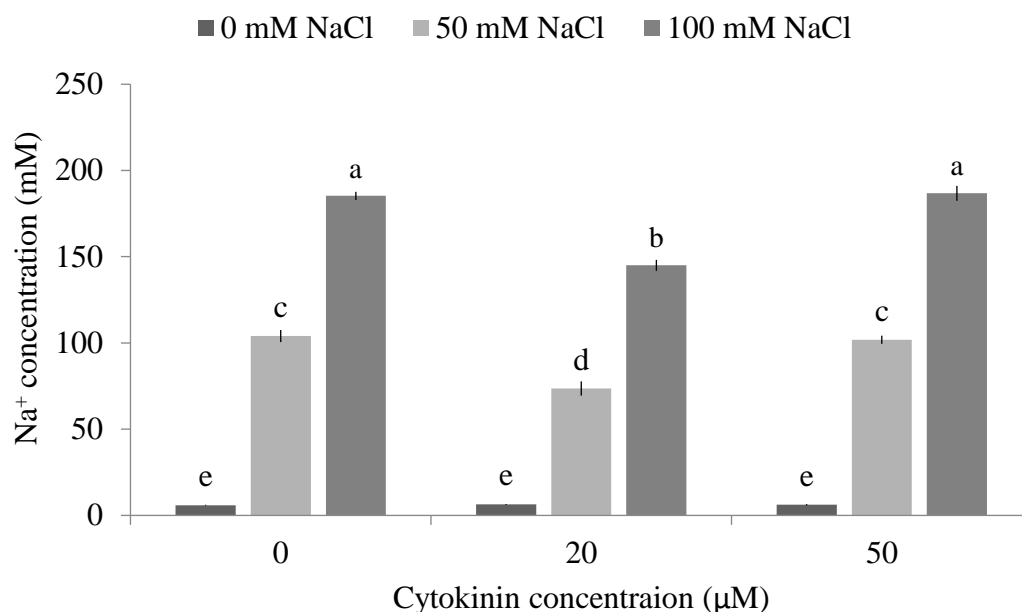 0 mM NaCl 50 mM NaCl 100 mM NaCl
250
200
150
100
50
0
Na⁺ concentration (mM)
e c a
e d b
e c a
0 20 50
Cytokinin concentraion (µM)